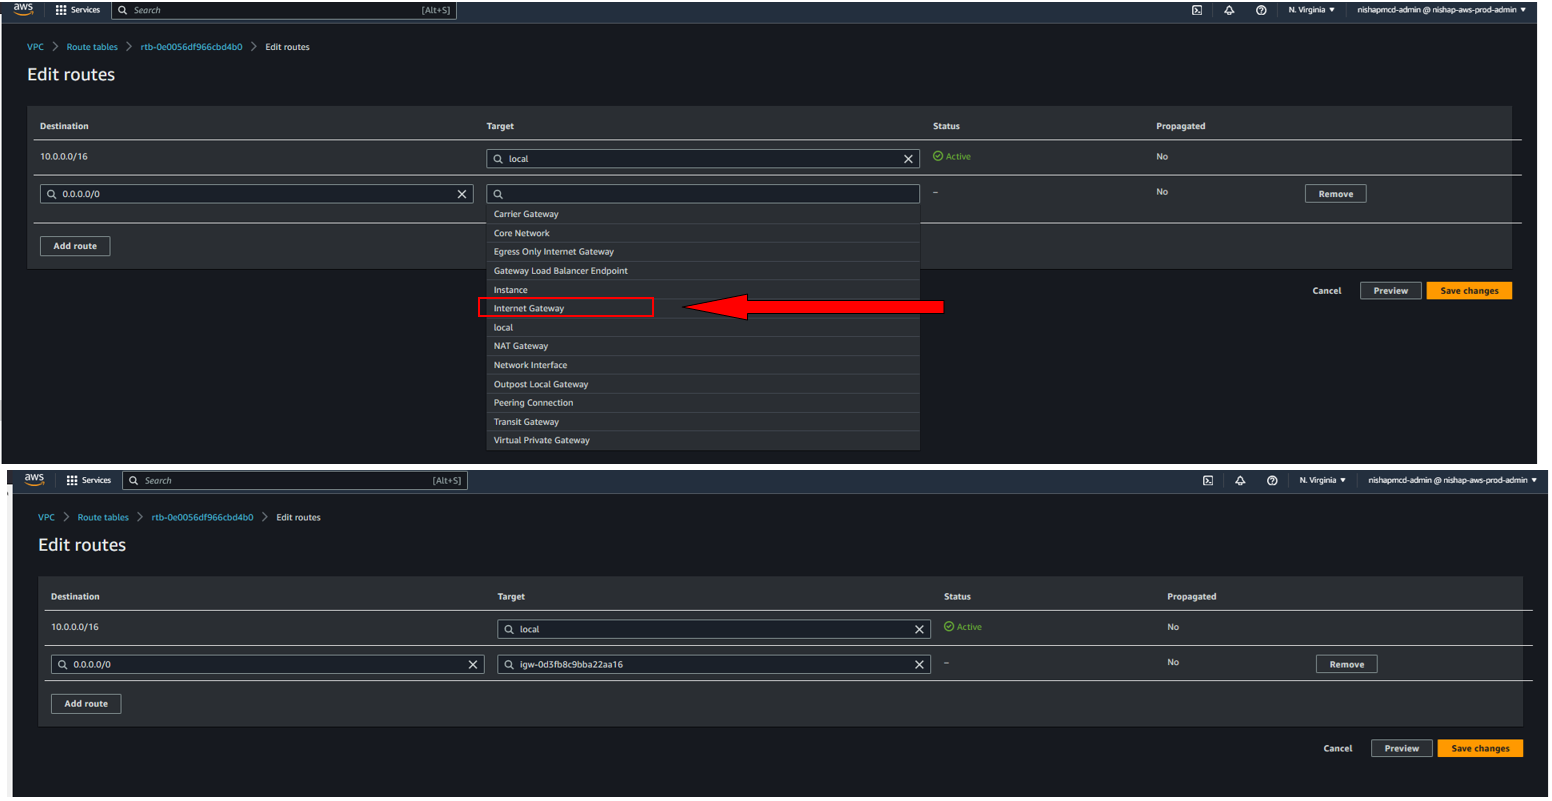 aws Services Search [Alt+S] N. Virginia nishapmcd-admin @ nishap-aws-prod-admin
VPC Route tables rtb-0e0056df966cbd4b0 Edit routes
Edit routes
Destination Target Status Propagated
10.0.0.0/16 local Active No
0.0.0.0/0 – No Remove
Carrier Gateway
Core Network
Egress Only Internet Gateway
Gateway Load Balancer Endpoint
Instance
Internet Gateway
local
NAT Gateway
Network Interface
Outpost Local Gateway
Peering Connection
Transit Gateway
Virtual Private Gateway
Add route
Cancel Preview Save changes
aws Services Search [Alt+S] N. Virginia nishapmcd-admin @ nishap-aws-prod-admin
VPC Route tables rtb-0e0056df966cbd4b0 Edit routes
Edit routes
Destination Target Status Propagated
10.0.0.0/16 local Active No
0.0.0.0/0 igw-0d3fb8c9bba22aa16 – No Remove
Add route
Cancel Preview Save changes